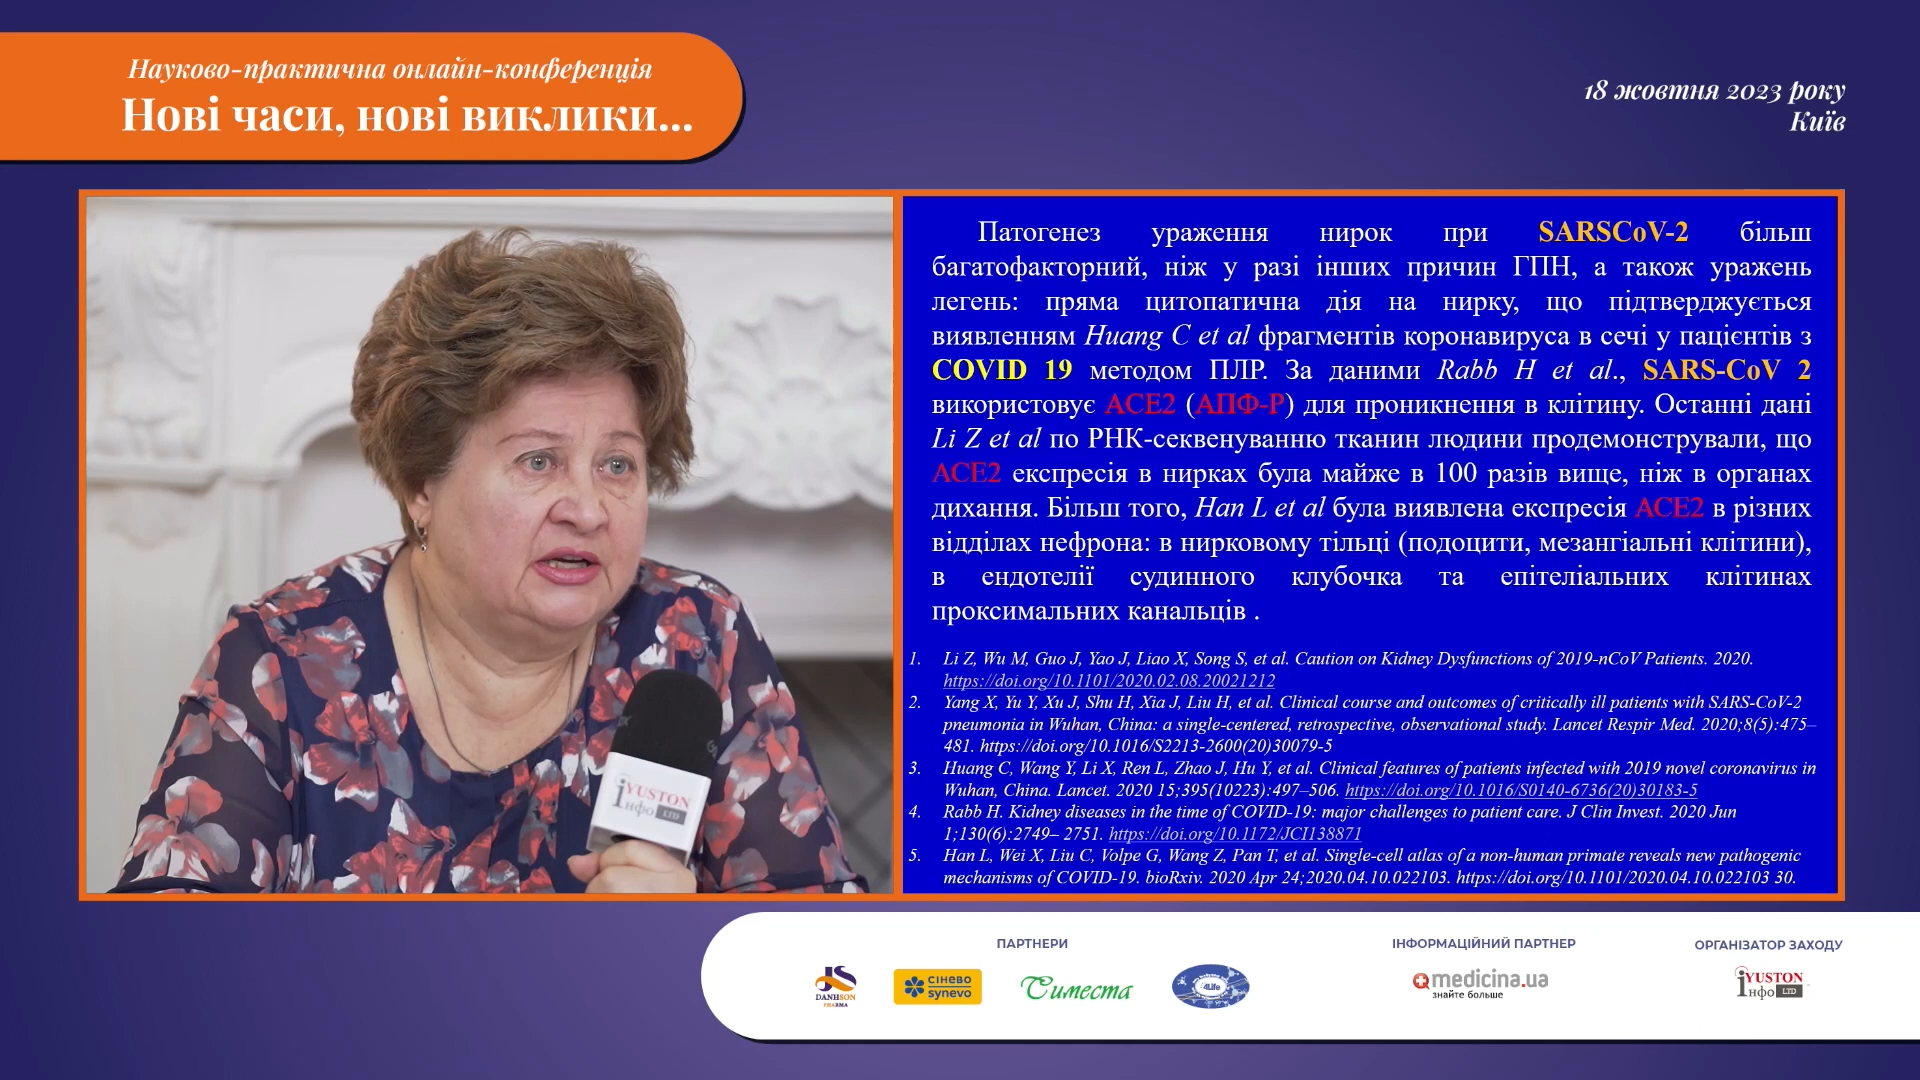 Науково-практична онлайн-конференція
Нові часи, нові виклики...
18 жовтня 2023 року
Київ
Патогенез ураження нирок при SARSCoV-2 більш
багатофакторний, ніж у разі інших причин ГПН, а також уражень
легень: пряма цитопатична дія на нирку, що підтверджується
виявленням Huang C et al фрагментів коронавируса в сечі у пацієнтів з
COVID 19 методом ПЛР. За даними Rabb H et al., SARS-CoV 2
використовує ACE2 (АПФ-Р) для проникнення в клітину. Останні дані
Li Z et al по РНК-секвенуванню тканин людини продемонстрували, що
ACE2 експресія в нирках була майже в 100 разів вище, ніж в органах
дихання. Більш того, Han L et al була виявлена експресія ACE2 в різних
відділах нефрона: в нирковому тільці (подоцити, мезангіальні клітини),
в ендотелії судинного клубочка та епітеліальних клітинах
проксимальних канальців .
1. Li Z, Wu M, Guo J, Yao J, Liao X, Song S, et al. Caution on Kidney Dysfunctions of 2019-nCoV Patients. 2020.
https://doi.org/10.1101/2020.02.08.20021212
2. Yang X, Yu Y, Xu J, Shu H, Xia J, Liu H, et al. Clinical course and outcomes of critically ill patients with SARS-CoV-2
pneumonia in Wuhan, China: a single-centered, retrospective, observational study. Lancet Respir Med. 2020;8(5):475–
481. https://doi.org/10.1016/S2213-2600(20)30079-5
3. Huang C, Wang Y, Li X, Ren L, Zhao J, Hu Y, et al. Clinical features of patients infected with 2019 novel coronavirus in
Wuhan, China. Lancet. 2020 15;395(10223):497–506. https://doi.org/10.1016/S0140-6736(20)30183-5
4. Rabb H. Kidney diseases in the time of COVID-19: major challenges to patient care. J Clin Invest. 2020 Jun
1;130(6):2749– 2751. https://doi.org/10.1172/JCI138871
5. Han L, Wei X, Liu C, Volpe G, Wang Z, Pan T, et al. Single-cell atlas of a non-human primate reveals new pathogenic
mechanisms of COVID-19. bioRxiv. 2020 Apr 24;2020.04.10.022103. https://doi.org/10.1101/2020.04.10.022103 30.
iYUSTON
Інфо LTD
ПАРТНЕРИ
ІНФОРМАЦІЙНИЙ ПАРТНЕР
ОРГАНІЗАТОР ЗАХОДУ
JS
DANHSON
PHARMA
сінево
synevo
Симеста
4Life
medicina.ua
знайте больше
iYUSTON
Інфо LTD